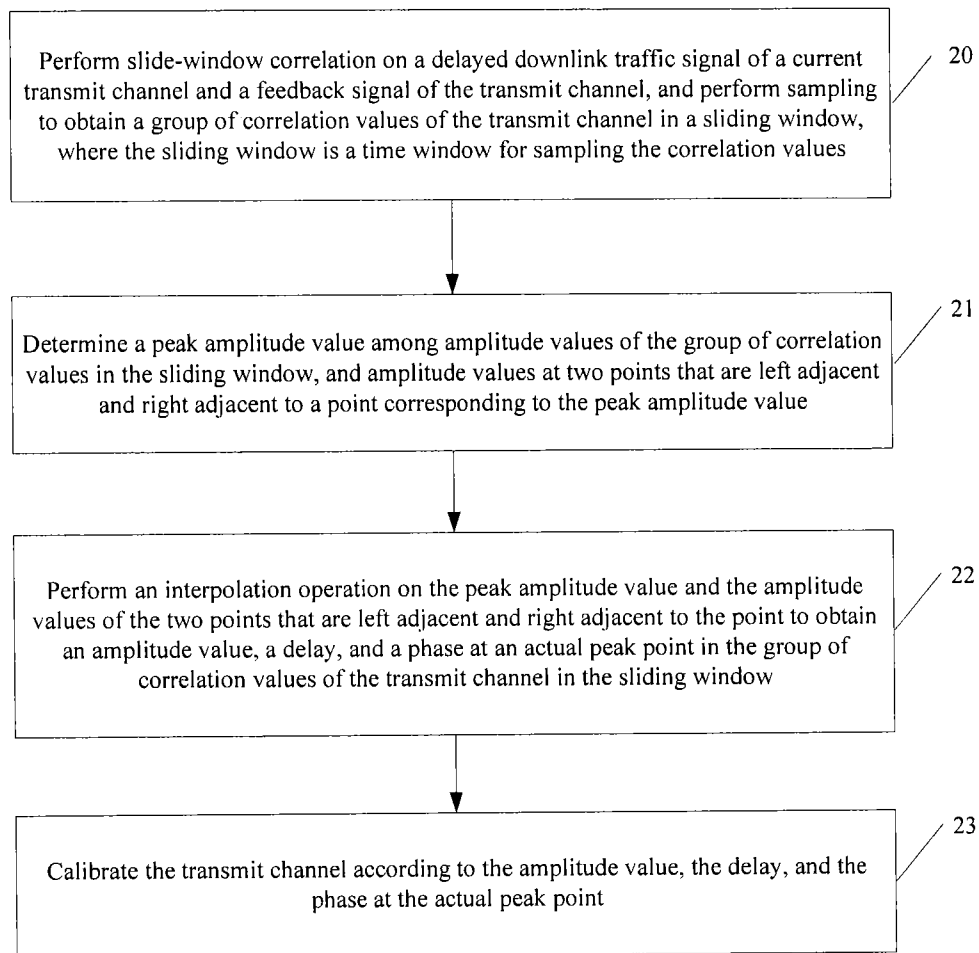 Perform slide-window correlation on a delayed downlink traffic signal of a current
transmit channel and a feedback signal of the transmit channel, and perform sampling
to obtain a group of correlation values of the transmit channel in a sliding window,
where the sliding window is a time window for sampling the correlation values
20
Determine a peak amplitude value among amplitude values of the group of correlation
values in the sliding window, and amplitude values at two points that are left adjacent
and right adjacent to a point corresponding to the peak amplitude value
21
Perform an interpolation operation on the peak amplitude value and the amplitude
values of the two points that are left adjacent and right adjacent to the point to obtain
an amplitude value, a delay, and a phase at an actual peak point in the group of
correlation values of the transmit channel in the sliding window
22
Calibrate the transmit channel according to the amplitude value, the delay, and the
phase at the actual peak point
23